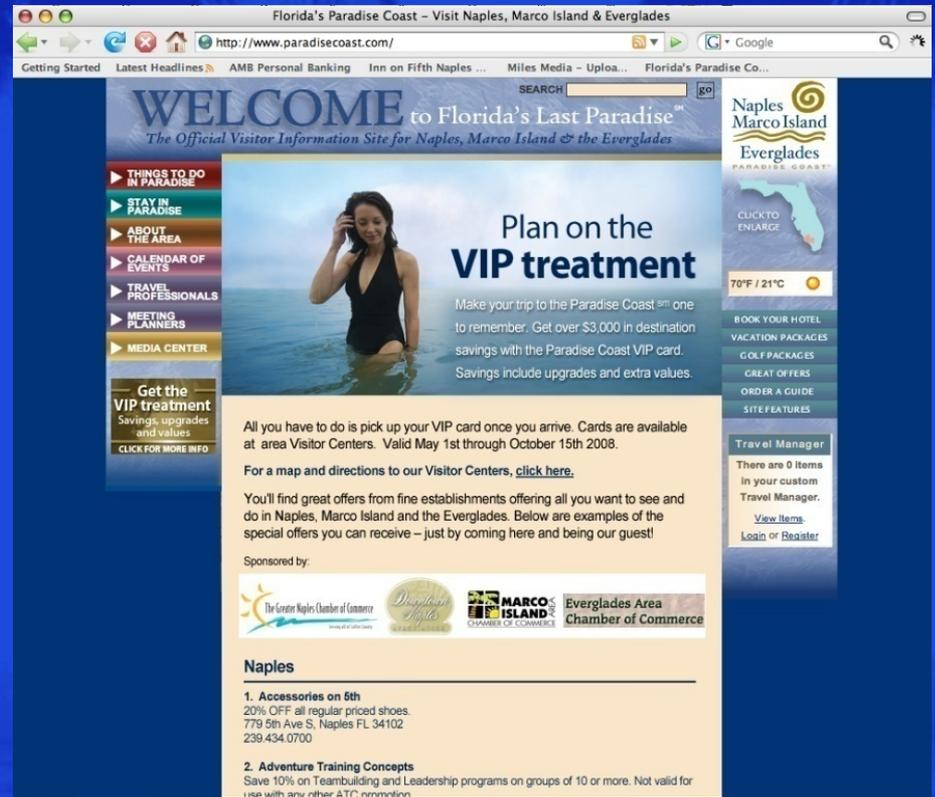 Florida's Paradise Coast – Visit Naples, Marco Island & Everglades
http://www.paradisecoast.com/
Google
Getting Started
Latest Headlines
AMB Personal Banking
Inn on Fifth Naples ...
Miles Media – Uploa...
Florida's Paradise Co...
SEARCH
go
WELCOME to Florida's Last Paradise℠
The Official Visitor Information Site for Naples, Marco Island & the Everglades
THINGS TO DO
IN PARADISE
STAY IN
PARADISE
ABOUT
THE AREA
CALENDAR OF
EVENTS
TRAVEL
PROFESSIONALS
MEETING
PLANNERS
MEDIA CENTER
Get the
VIP treatment
Savings, upgrades
and values
CLICK FOR MORE INFO
Plan on the
VIP treatment
Make your trip to the Paradise Coast ℠ one
to remember. Get over $3,000 in destination
savings with the Paradise Coast VIP card.
Savings include upgrades and extra values.
All you have to do is pick up your VIP card once you arrive. Cards are available
at area Visitor Centers. Valid May 1st through October 15th 2008.
For a map and directions to our Visitor Centers, click here.
You'll find great offers from fine establishments offering all you want to see and
do in Naples, Marco Island and the Everglades. Below are examples of the
special offers you can receive – just by coming here and being our guest!
Sponsored by:
The Greater Naples Chamber of Commerce
Downtown
Naples
MARCO
ISLAND AREA
CHAMBER OF COMMERCE
Everglades Area
Chamber of Commerce
Naples
1. Accessories on 5th
20% OFF all regular priced shoes.
779 5th Ave S, Naples FL 34102
239.434.0700
2. Adventure Training Concepts
Save 10% on Teambuilding and Leadership programs on groups of 10 or more. Not valid for
use with any other ATC promotion.
Naples
Marco Island
Everglades
PARADISE COAST
CLICK TO
ENLARGE
70°F / 21°C
BOOK YOUR HOTEL
VACATION PACKAGES
GOLF PACKAGES
GREAT OFFERS
ORDER A GUIDE
SITE FEATURES
Travel Manager
There are 0 items
in your custom
Travel Manager.
View Items.
Login or Register